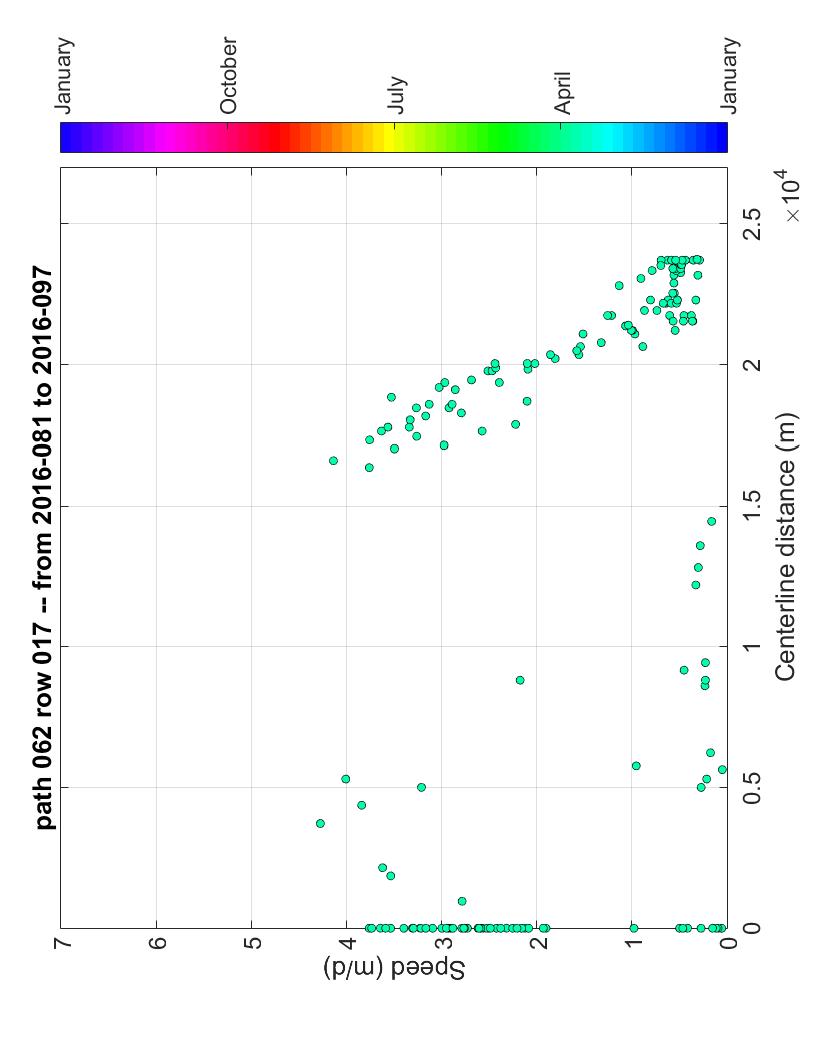 path 062 row 017 -- from 2016-081 to 2016-097
7
6
5
4
3
2
1
0
Speed (m/d)
0
0.5
1
1.5
2
2.5
×10^4
Centerline distance (m)
January
October
July
April
January